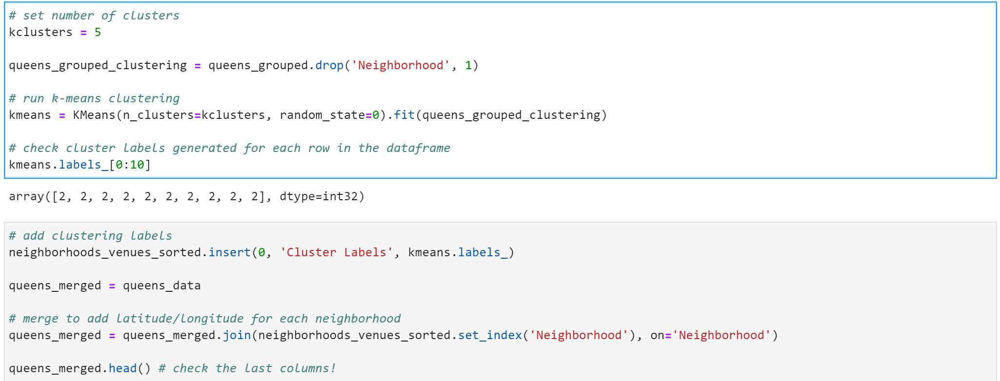 # set number of clusters
kclusters = 5
queens_grouped_clustering = queens_grouped.drop('Neighborhood', 1)
# run k-means clustering
kmeans = KMeans(n_clusters=kclusters, random_state=0).fit(queens_grouped_clustering)
# check cluster labels generated for each row in the dataframe
kmeans.labels_[0:10]
array([2, 2, 2, 2, 2, 2, 2, 2, 2, 2], dtype=int32)
# add clustering labels
neighborhoods_venues_sorted.insert(0, 'Cluster Labels', kmeans.labels_)
queens_merged = queens_data
# merge to add latitude/longitude for each neighborhood
queens_merged = queens_merged.join(neighborhoods_venues_sorted.set_index('Neighborhood'), on='Neighborhood')
queens_merged.head() # check the last columns!